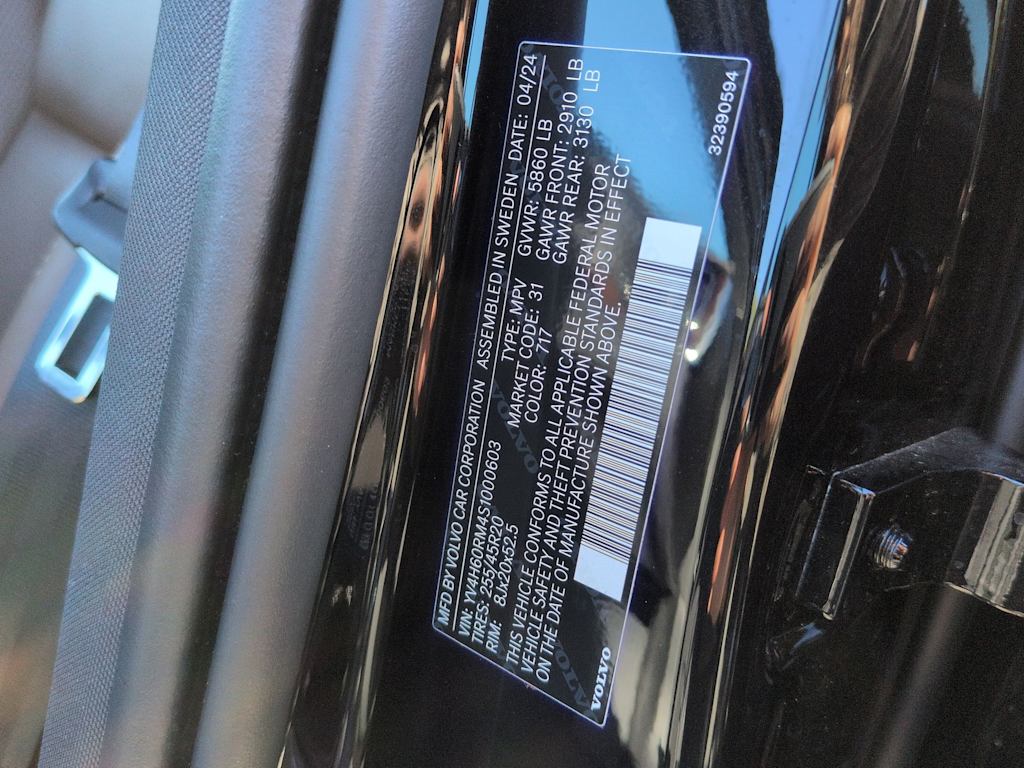 MFD BY VOLVO CAR CORPORATION ASSEMBLED IN SWEDEN DATE: 04/24
VIN: YV4H60RM4S1000603 TYPE: MPV GVWR: 5860 LB
TIRES: 255/45R20 MARKET CODE: 31 GAWR FRONT: 2910 LB
RIM: 8Jx20x52.5 COLOR: 717 GAWR REAR: 3130 LB
THIS VEHICLE CONFORMS TO ALL APPLICABLE FEDERAL MOTOR
VEHICLE SAFETY AND THEFT PREVENTION STANDARDS IN EFFECT
ON THE DATE OF MANUFACTURE SHOWN ABOVE.
VOLVO 32390594
VOLVO
VOLVO
VOLVO